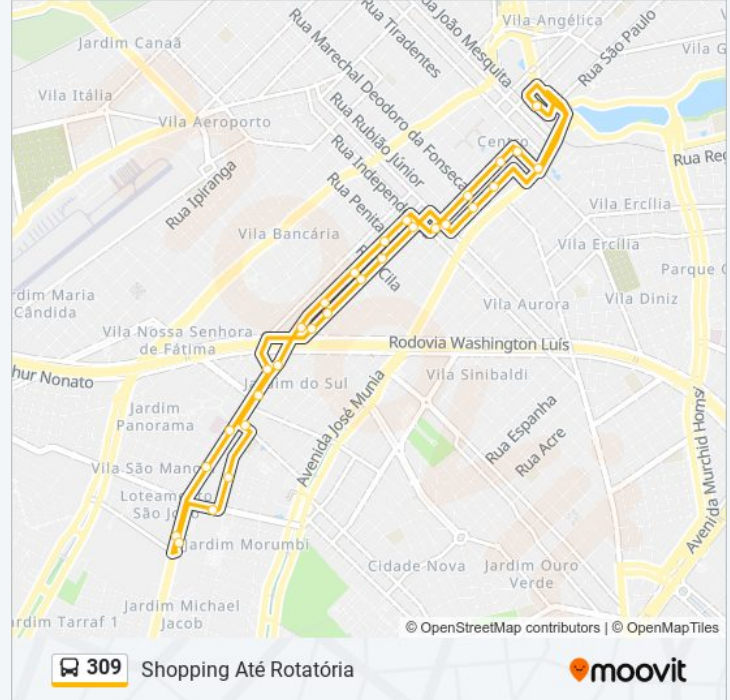 Vila Angélica
Rua João Mesquita
Rua São Paulo
Rua Tiradentes
Jardim Canaã
Rua Marechal Deodoro da Fonseca
Vila G
Vila Itália
Vila Aeroporto
Rua Rubião Júnior
Centro
Rua Independ
Rua Reg
Rua Ipiranga
Rua Penita
Vila Ercília
Vila Bancária
Vila Ercília
Cila
Parque
rdim Maria
Cândida
Vila Diniz
Vila Aurora
Vila Nossa Senhora
de Fátima
Rodovia Washington Luís
hur Nonato
Jardim do Sul
Vila Sinibaldi
Avenida José Munia
Jardim
Panorama
Rua Espanha
Rua Acre
Avenida Murchid Homsi
Vila São Mano
Loteamento
São Jo
Jardim Morumbi
Cidade Nova
Jardim Ouro
Verde
Jardim Michael
Jacob
rdim Tarraf 1
© OpenStreetMap contributors | © OpenMapTiles
309 Shopping Até Rotatória
moovit